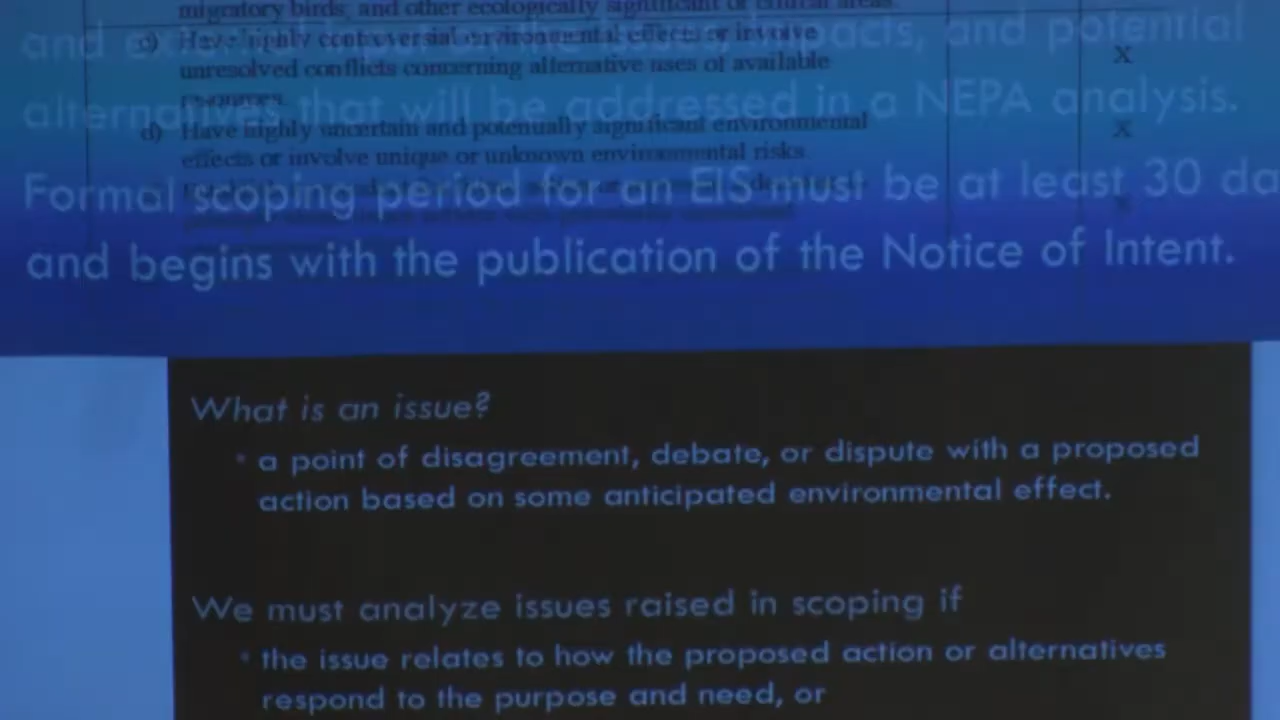 migratory birds; and other ecologically significant or critical areas.
and potential
c) Have highly controversial environmental effects or involve
unresolved conflicts concerning alternative uses of available
X
resources.
alternatives that will be addressed in a NEPA analysis.
d) Have highly uncertain and potentially significant environmental
X
effects or involve unique or unknown environmental risks.
Formal scoping period for an EIS must be at least 30 da
and begins with the publication of the Notice of Intent.
What is an issue?
• a point of disagreement, debate, or dispute with a proposed
action based on some anticipated environmental effect.
We must analyze issues raised in scoping if
• the issue relates to how the proposed action or alternatives
respond to the purpose and need, or